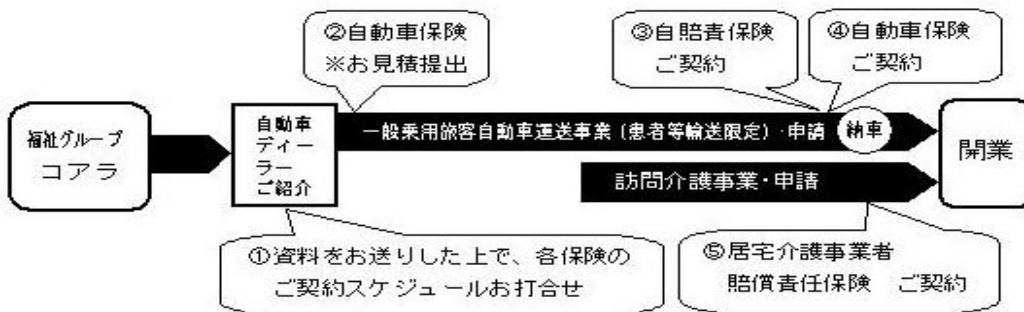 ②自動車保険
※お見積提出
③自賠責保険
ご契約
④自動車保険
ご契約
福祉グループ
コアラ
自動車
ディー
ラー
ご紹介
一般乗用旅客自動車運送事業(患者等輸送限定)・申請
納車
訪問介護事業・申請
開業
①資料をお送りした上で、各保険の
ご契約スケジュールお打合せ
⑤居宅介護事業者
賠償責任保険 ご契約